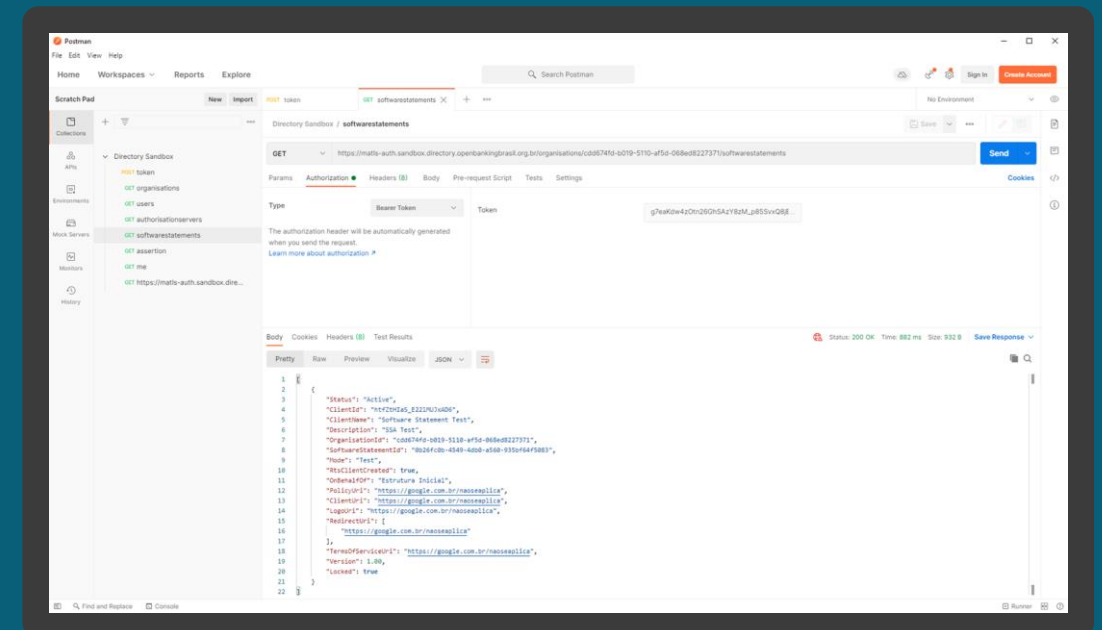 Postman
File Edit View Help
Home Workspaces Reports Explore
Search Postman
Sign In Create Account
Scratch Pad New Import
POST token GET softwarestatements
No Environment
Collections
APIs
Environments
Mock Servers
Monitors
History
Directory Sandbox
POST token
GET organisations
GET users
GET authorisationservers
GET softwarestatements
GET assertion
GET me
GET https://matls-auth.sandbox.dire...
Directory Sandbox / softwarestatements
Save
GET https://matls-auth.sandbox.directory.openbankingbrasil.org.br/organisations/cdd674fd-b019-5110-af5d-068ed8227371/softwarestatements
Send
Params Authorization Headers (8) Body Pre-request Script Tests Settings Cookies
Type Bearer Token
The authorization header will be automatically generated
when you send the request.
Learn more about authorization
Token
Body Cookies Headers (8) Test Results
Status: 200 OK Time: 882 ms Size: 932 B Save Response
Pretty Raw Preview Visualize JSON
1 [
2 {
3 "Status": "Active",
4 "ClientId":
5 "ClientName": "Software Statement Test",
6 "Description": "SSA Test",
7 "OrganisationId": "cdd674fd-b019-5110-af5d-068ed8227371",
8 "SoftwareStatementId": "0b26fc0b-4549-4db0-a560-935bf64f5083",
9 "Mode": "Test",
10 "RtsClientCreated": true,
11 "OnBehalfOf": "Estrutura Inicial",
12 "PolicyUri": "https://google.com.br/naoseaplica",
13 "ClientUri": "https://google.com.br/naoseaplica",
14 "LogoUri": "https://google.com.br/naoseaplica",
15 "RedirectUri": [
16 "https://google.com.br/naoseaplica"
17 ],
18 "TermsOfServiceUri": "https://google.com.br/naoseaplica",
19 "Version": 1.00,
20 "Locked": true
21 }
22 ]
Find and Replace Console
Runner